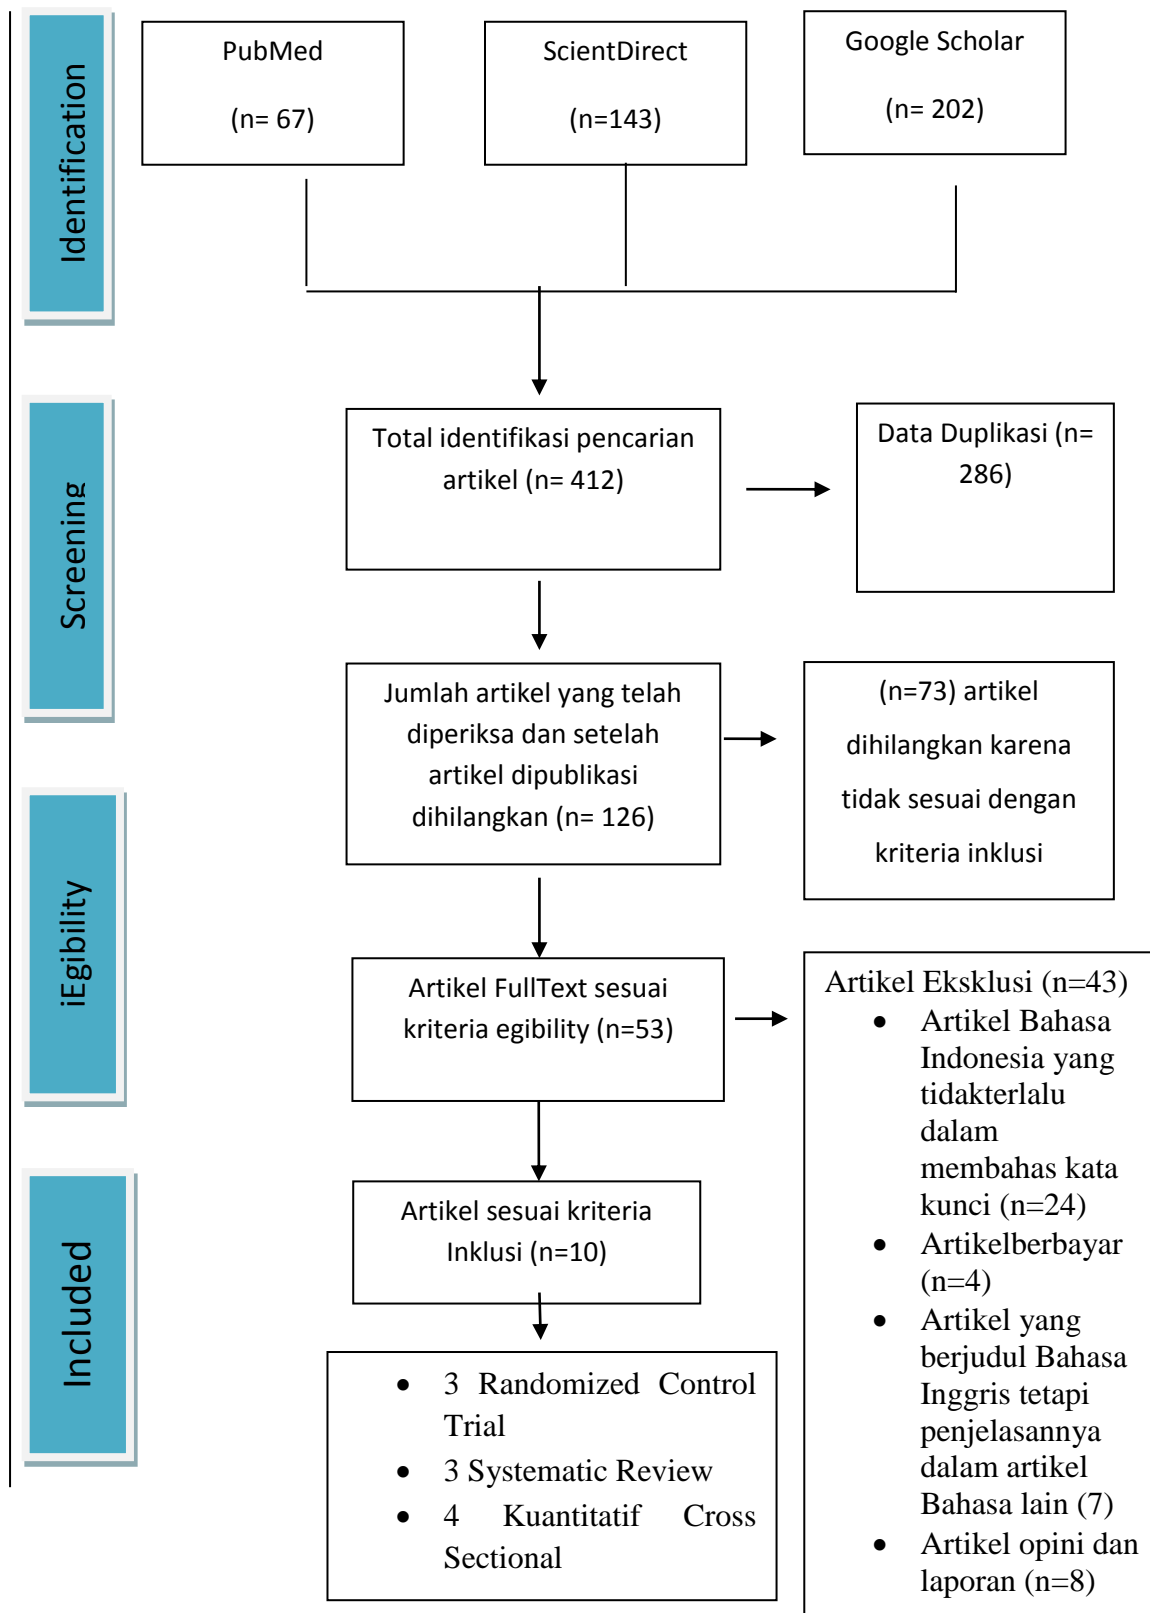 Identification
PubMed
(n= 67)
ScientDirect
(n=143)
Google Scholar
(n= 202)
Screening
Total identifikasi pencarian
artikel (n= 412)
Data Duplikasi (n=
286)
Jumlah artikel yang telah
diperiksa dan setelah
artikel dipublikasi
dihilangkan (n= 126)
(n=73) artikel
dihilangkan karena
tidak sesuai dengan
kriteria inklusi
iEgibility
Artikel FullText sesuai
kriteria egibility (n=53)
Artikel Eksklusi (n=43)
• Artikel Bahasa
Indonesia yang
tidakterlalu
dalam
membahas kata
kunci (n=24)
• Artikelberbayar
(n=4)
• Artikel yang
berjudul Bahasa
Inggris tetapi
penjelasannya
dalam artikel
Bahasa lain (7)
• Artikel opini dan
laporan (n=8)
Included
Artikel sesuai kriteria
Inklusi (n=10)
• 3 Randomized Control
Trial
• 3 Systematic Review
• 4 Kuantitatif Cross
Sectional